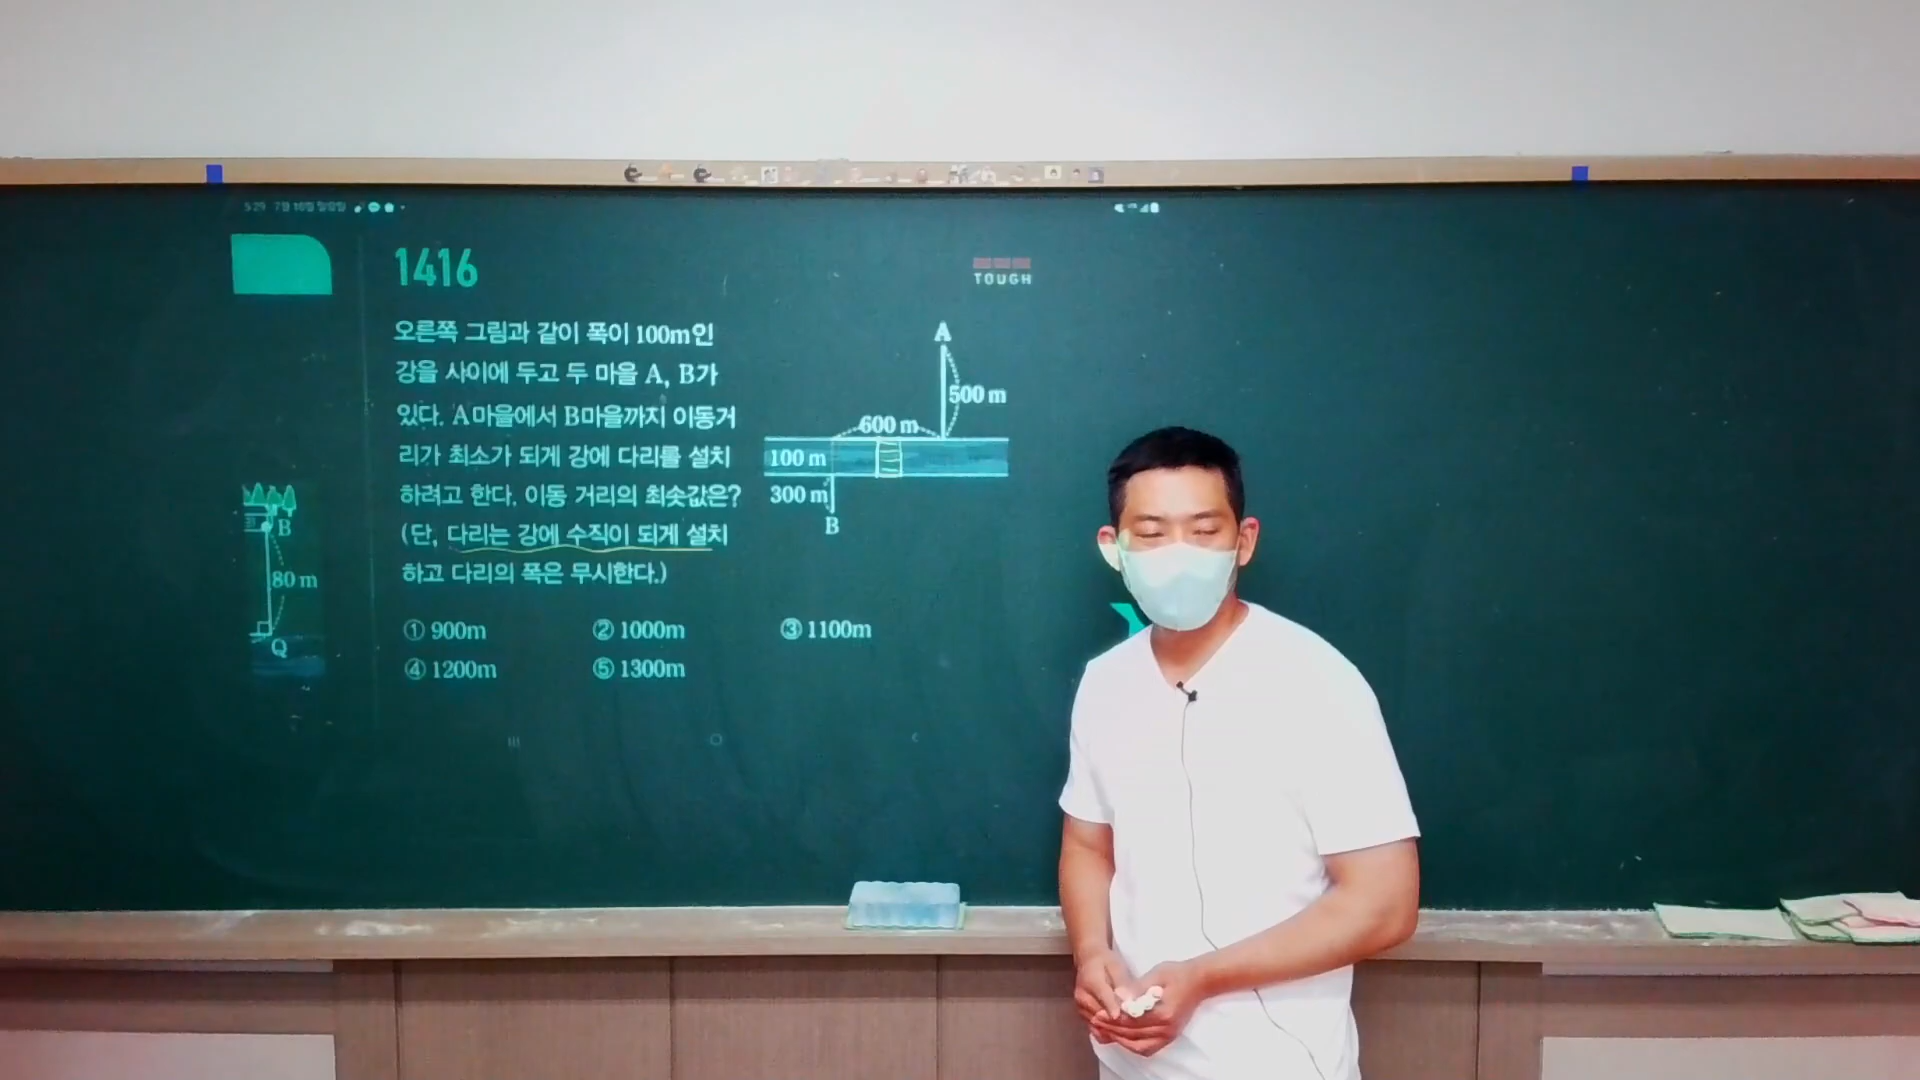 1416
TOUGH
오른쪽 그림과 같이 폭이 100m인
강을 사이에 두고 두 마을 A, B가
있다. A마을에서 B마을까지 이동거
리가 최소가 되게 강에 다리를 설치
하려고 한다. 이동 거리의 최솟값은?
(단, 다리는 강에 수직이 되게 설치
하고 다리의 폭은 무시한다.)
① 900m ② 1000m ③ 1100m
④ 1200m ⑤ 1300m
A
500 m
600 m
100 m
300 m
B
B
80 m
Q